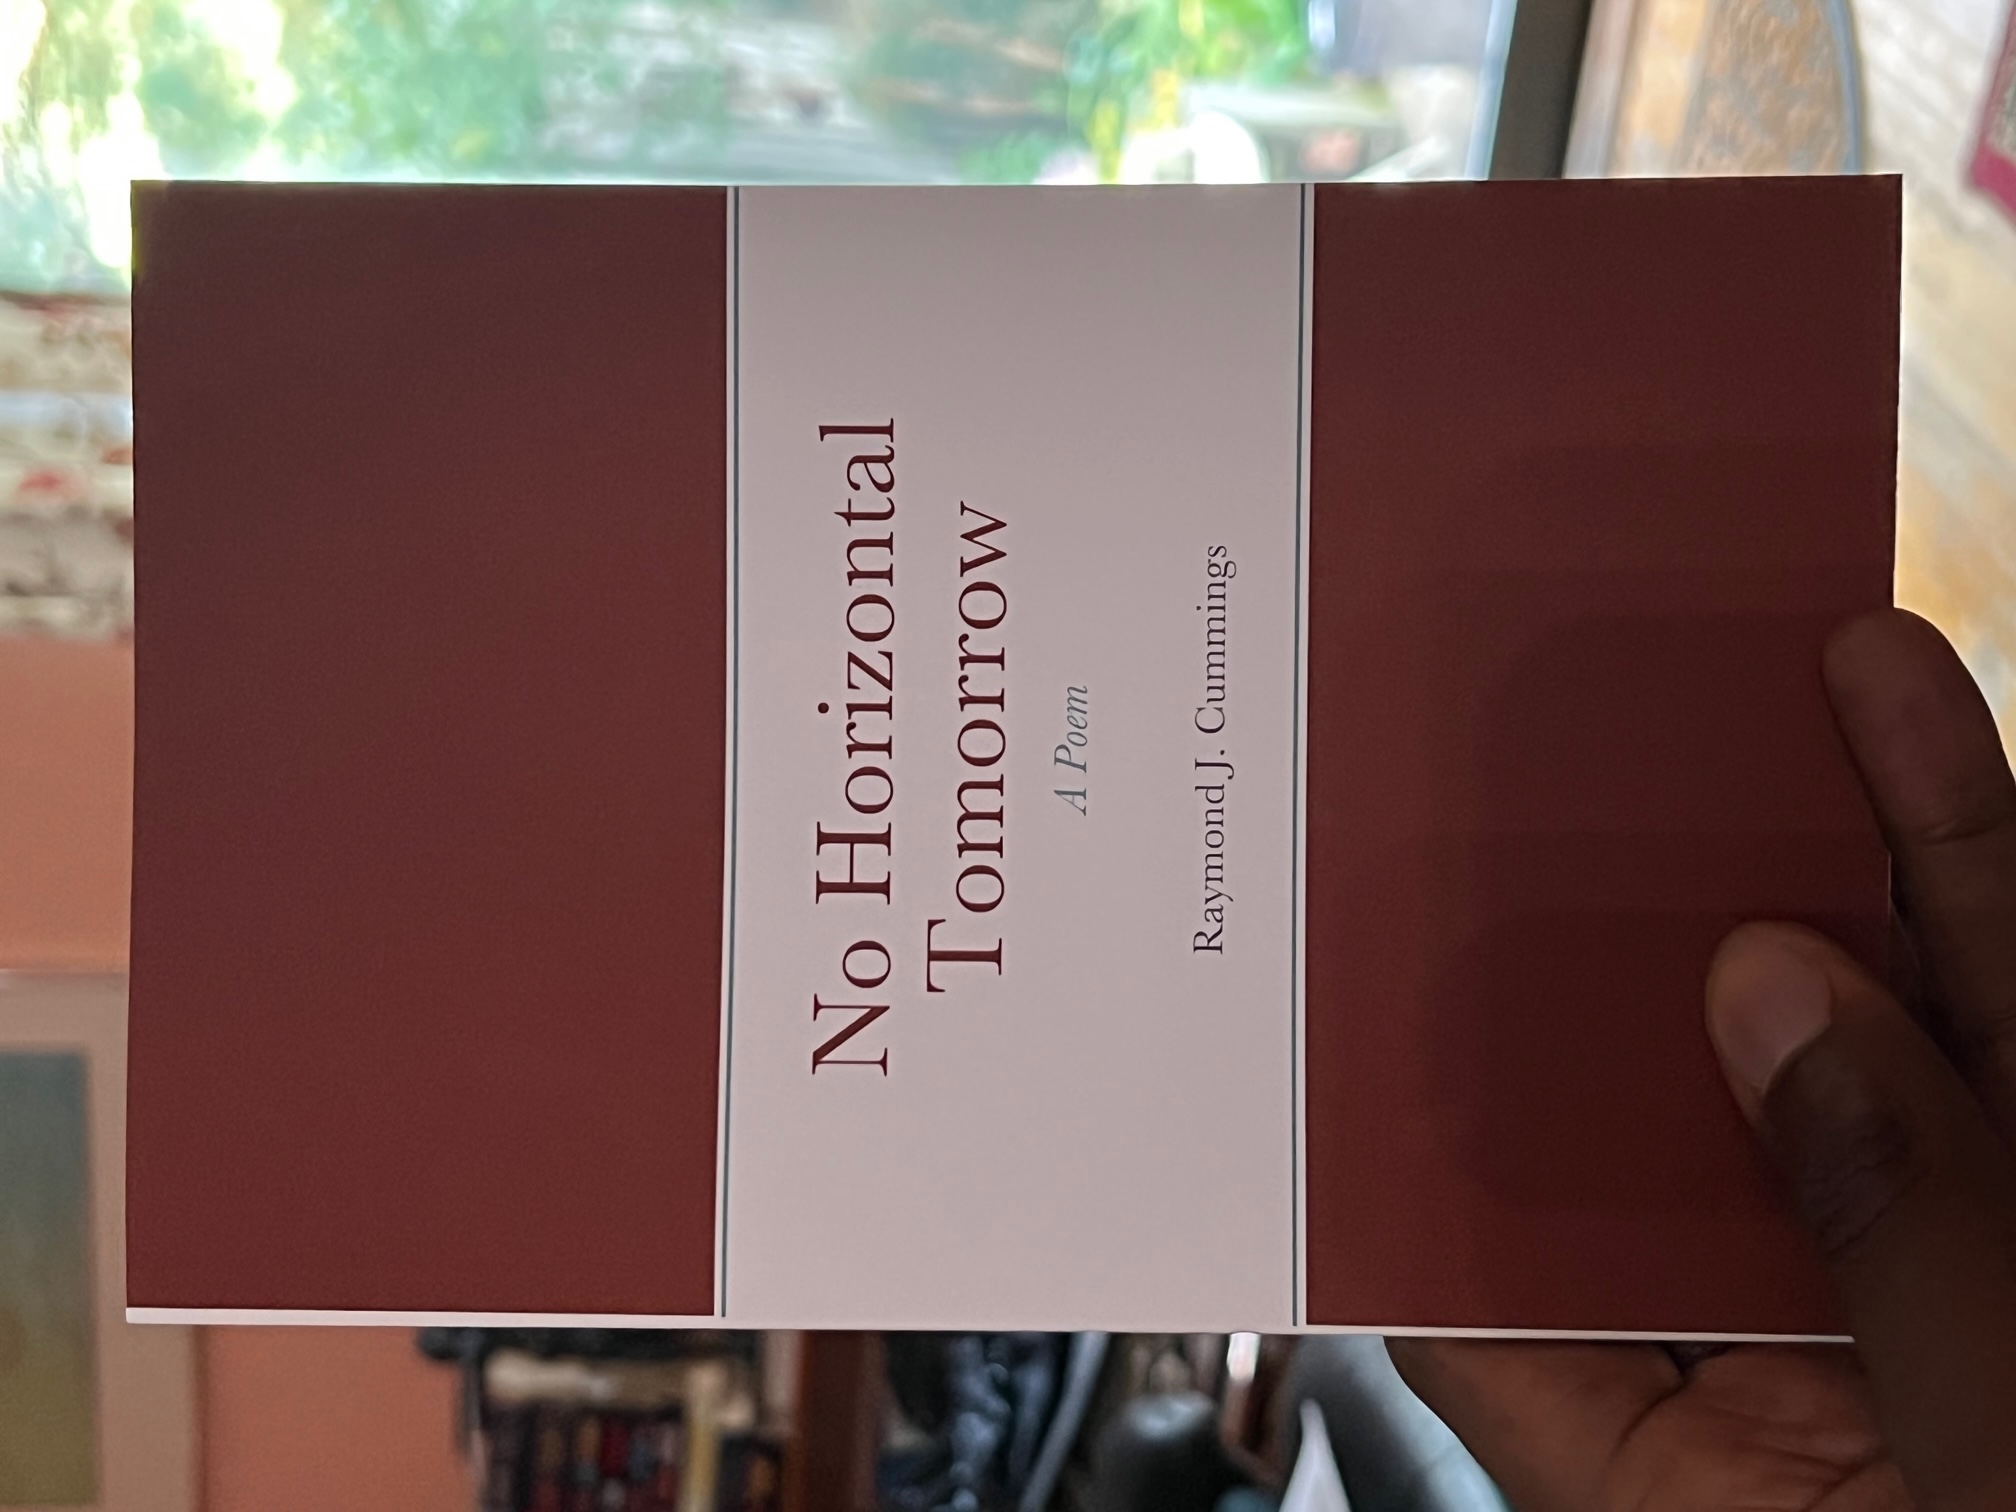 No Horizontal
Tomorrow
A Poem
Raymond J. Cummings